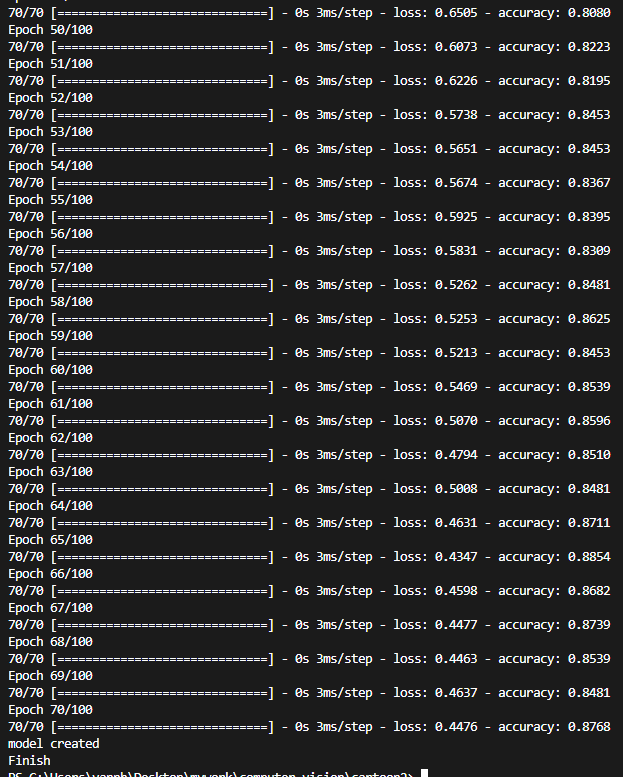 70/70 [==============================] - 0s 3ms/step - loss: 0.6505 - accuracy: 0.8080
Epoch 50/100
70/70 [==============================] - 0s 3ms/step - loss: 0.6073 - accuracy: 0.8223
Epoch 51/100
70/70 [==============================] - 0s 3ms/step - loss: 0.6226 - accuracy: 0.8195
Epoch 52/100
70/70 [==============================] - 0s 3ms/step - loss: 0.5738 - accuracy: 0.8453
Epoch 53/100
70/70 [==============================] - 0s 3ms/step - loss: 0.5651 - accuracy: 0.8453
Epoch 54/100
70/70 [==============================] - 0s 3ms/step - loss: 0.5674 - accuracy: 0.8367
Epoch 55/100
70/70 [==============================] - 0s 3ms/step - loss: 0.5925 - accuracy: 0.8395
Epoch 56/100
70/70 [==============================] - 0s 3ms/step - loss: 0.5831 - accuracy: 0.8309
Epoch 57/100
70/70 [==============================] - 0s 3ms/step - loss: 0.5262 - accuracy: 0.8481
Epoch 58/100
70/70 [==============================] - 0s 3ms/step - loss: 0.5253 - accuracy: 0.8625
Epoch 59/100
70/70 [==============================] - 0s 3ms/step - loss: 0.5213 - accuracy: 0.8453
Epoch 60/100
70/70 [==============================] - 0s 3ms/step - loss: 0.5469 - accuracy: 0.8539
Epoch 61/100
70/70 [==============================] - 0s 3ms/step - loss: 0.5070 - accuracy: 0.8596
Epoch 62/100
70/70 [==============================] - 0s 3ms/step - loss: 0.4794 - accuracy: 0.8510
Epoch 63/100
70/70 [==============================] - 0s 3ms/step - loss: 0.5008 - accuracy: 0.8481
Epoch 64/100
70/70 [==============================] - 0s 3ms/step - loss: 0.4631 - accuracy: 0.8711
Epoch 65/100
70/70 [==============================] - 0s 3ms/step - loss: 0.4347 - accuracy: 0.8854
Epoch 66/100
70/70 [==============================] - 0s 3ms/step - loss: 0.4598 - accuracy: 0.8682
Epoch 67/100
70/70 [==============================] - 0s 3ms/step - loss: 0.4477 - accuracy: 0.8739
Epoch 68/100
70/70 [==============================] - 0s 3ms/step - loss: 0.4463 - accuracy: 0.8539
Epoch 69/100
70/70 [==============================] - 0s 3ms/step - loss: 0.4637 - accuracy: 0.8481
Epoch 70/100
70/70 [==============================] - 0s 3ms/step - loss: 0.4476 - accuracy: 0.8768
model created
Finish